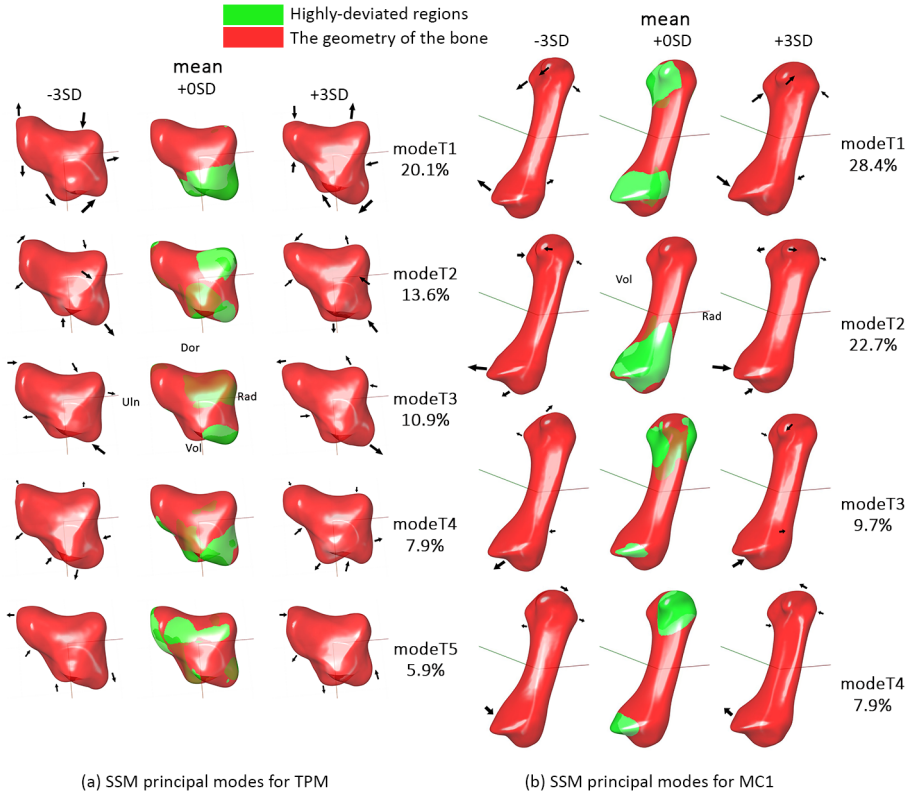 Highly-deviated regions
The geometry of the bone
mean
-3SD
+0SD
+3SD
modeT1
20.1%
modeT2
13.6%
Dor
Uln
Rad
Vol
modeT3
10.9%
modeT4
7.9%
modeT5
5.9%
(a) SSM principal modes for TPM
mean
-3SD
+0SD
+3SD
modeT1
28.4%
Vol
Rad
modeT2
22.7%
modeT3
9.7%
modeT4
7.9%
(b) SSM principal modes for MC1